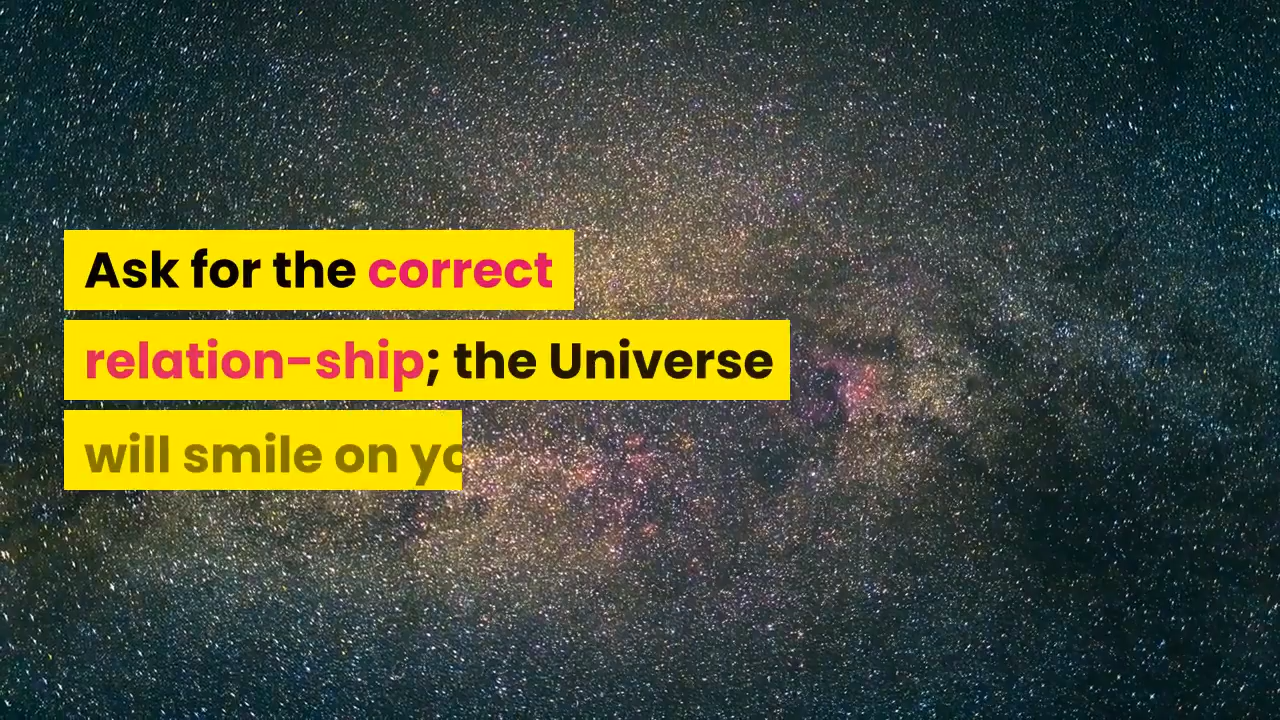 Ask for the correct
relation-ship; the Universe
will smile on